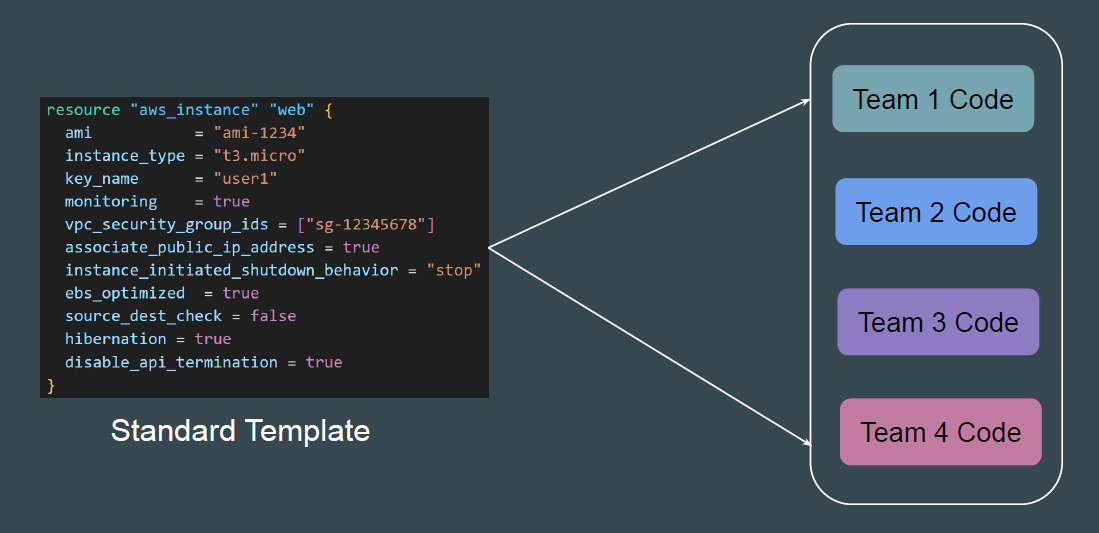 resource "aws_instance" "web" {
  ami           = "ami-1234"
  instance_type = "t3.micro"
  key_name      = "user1"
  monitoring    = true
  vpc_security_group_ids = ["sg-12345678"]
  associate_public_ip_address = true
  instance_initiated_shutdown_behavior = "stop"
  ebs_optimized  = true
  source_dest_check = false
  hibernation = true
  disable_api_termination = true
}
Standard Template
Team 1 Code
Team 2 Code
Team 3 Code
Team 4 Code